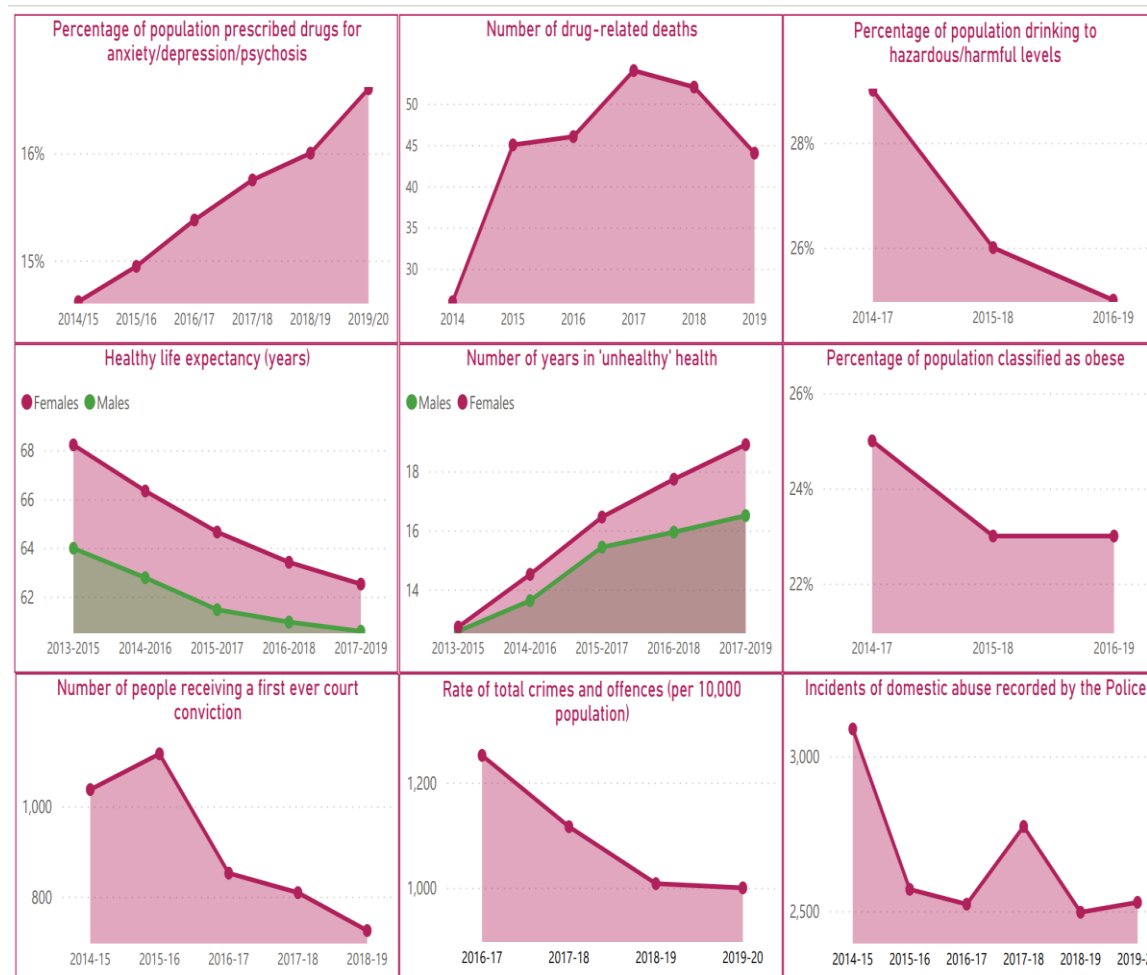 Percentage of population prescribed drugs for
anxiety/depression/psychosis
16%
15%
2014/15 2015/16 2016/17 2017/18 2018/19 2019/20
Number of drug-related deaths
50
45
40
35
30
2014 2015 2016 2017 2018 2019
Percentage of population drinking to
hazardous/harmful levels
28%
26%
2014-17 2015-18 2016-19
Healthy life expectancy (years)
Females Males
68
66
64
62
2013-2015 2014-2016 2015-2017 2016-2018 2017-2019
Number of years in 'unhealthy' health
Males Females
18
16
14
2013-2015 2014-2016 2015-2017 2016-2018 2017-2019
Percentage of population classified as obese
26%
24%
22%
2014-17 2015-18 2016-19
Number of people receiving a first ever court
conviction
1,000
800
2014-15 2015-16 2016-17 2017-18 2018-19
Rate of total crimes and offences (per 10,000
population)
1,200
1,000
2016-17 2017-18 2018-19 2019-20
Incidents of domestic abuse recorded by the Police
3,000
2,500
2014-15 2015-16 2016-17 2017-18 2018-19